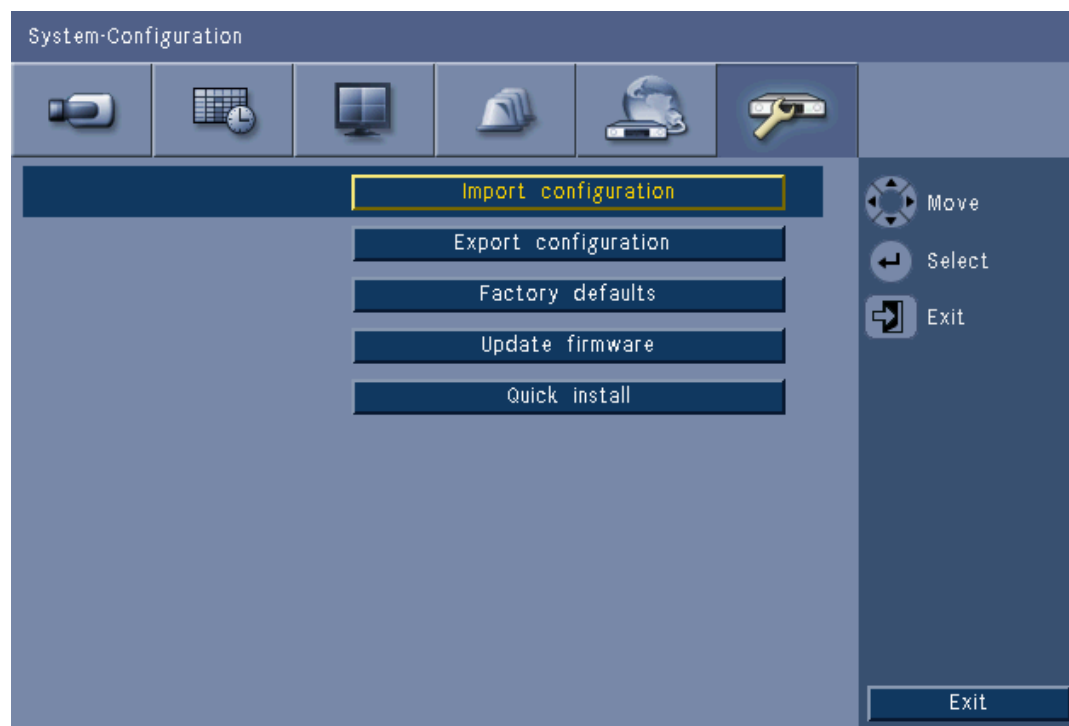 System-Configuration
Import configuration
Export configuration
Factory defaults
Update firmware
Quick install
Move
Select
Exit
Exit